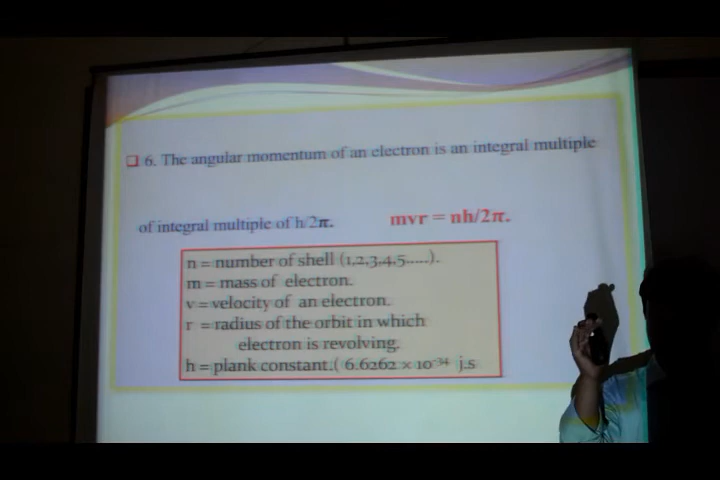 ❑ 6. The angular momentum of an electron is an integral multiple
of integral multiple of h/2π. mvr = nh/2π.
n = number of shell (1,2,3,4,5.....).
m = mass of electron.
v = velocity of an electron.
r = radius of the orbit in which
electron is revolving.
h = plank constant.( 6.6262 × 10⁻³⁴ j.s